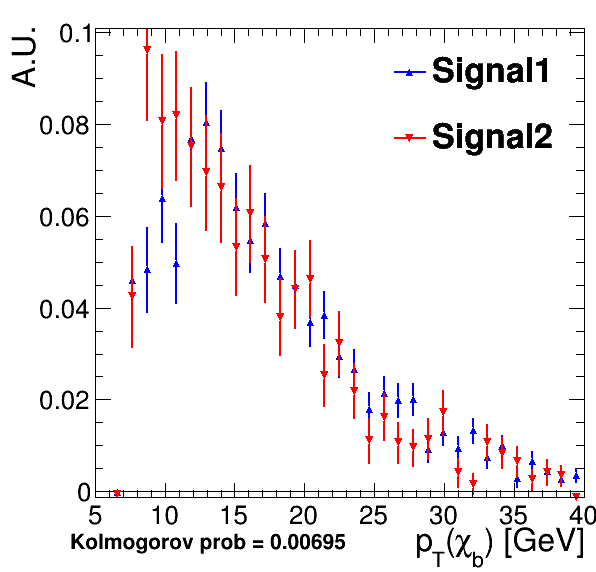 A.U.
0.1
0.08
0.06
0.04
0.02
0
Signal1
Signal2
5 10 15 20 25 30 35 40
Kolmogorov prob = 0.00695
p_T(χ_b) [GeV]